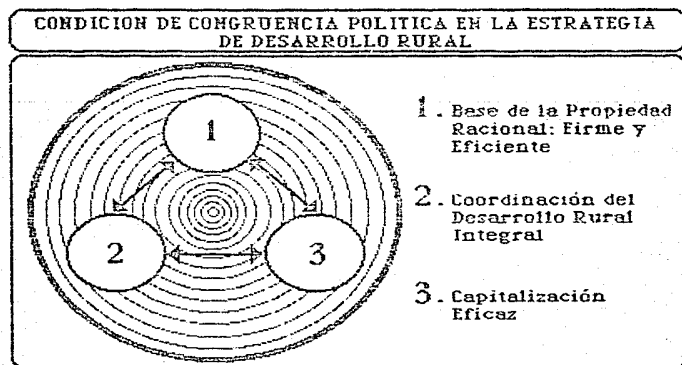 CONDICION DE CONGRUENCIA POLITICA EN LA ESTRATEGIA
DE DESARROLLO RURAL
1
2
3
1. Base de la Propiedad
Racional: Firme y
Eficiente
2. Coordinación del
Desarrollo Rural
Integral
3. Capitalización
Eficaz